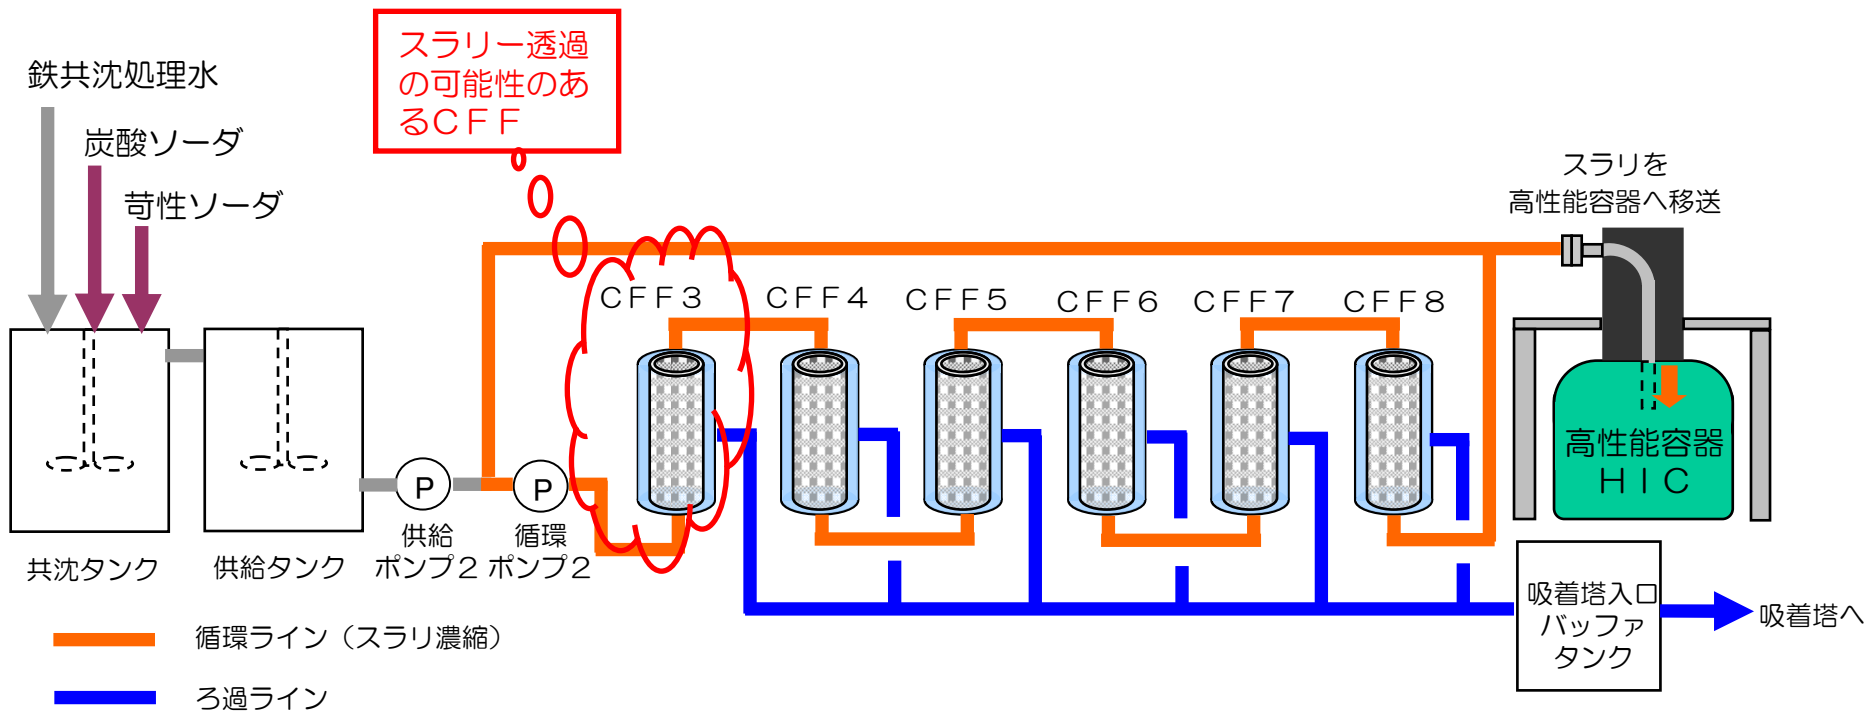 スラリー透過
の可能性のあ
るＣＦＦ
鉄共沈処理水
炭酸ソーダ
苛性ソーダ
スラリを
高性能容器へ移送
ＣＦＦ３
ＣＦＦ４
ＣＦＦ５
ＣＦＦ６
ＣＦＦ７
ＣＦＦ８
高性能容器
ＨＩＣ
P
P
供給
ポンプ２
循環
ポンプ２
共沈タンク
供給タンク
吸着塔入口
バッファ
タンク
吸着塔へ
循環ライン（スラリ濃縮）
ろ過ライン